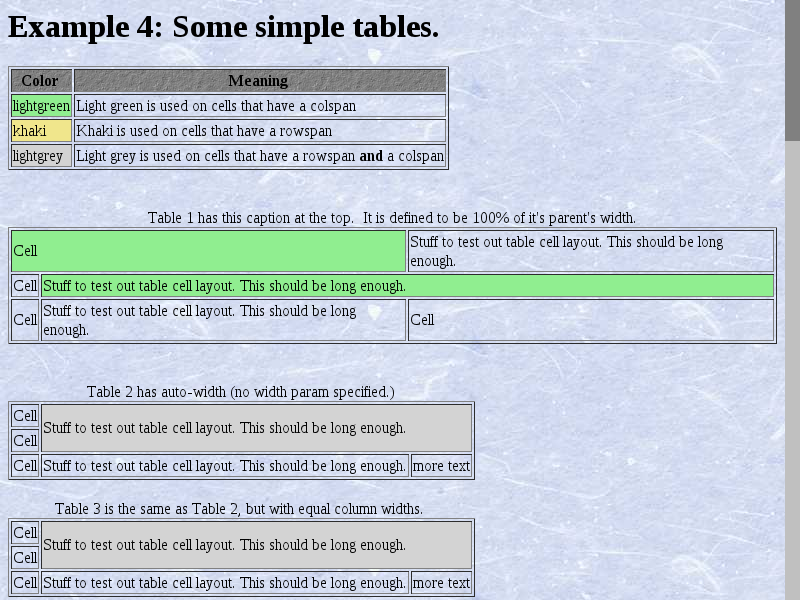 Example 4: Some simple tables.
Color Meaning
lightgreen Light green is used on cells that have a colspan
khaki Khaki is used on cells that have a rowspan
lightgrey Light grey is used on cells that have a rowspan and a colspan
Table 1 has this caption at the top. It is defined to be 100% of it's parent's width.
Cell Stuff to test out table cell layout. This should be long
enough.
Cell Stuff to test out table cell layout. This should be long enough.
Cell Stuff to test out table cell layout. This should be long
enough. Cell
Table 2 has auto-width (no width param specified.)
Cell Stuff to test out table cell layout. This should be long enough.
Cell
Cell Stuff to test out table cell layout. This should be long enough. more text
Table 3 is the same as Table 2, but with equal column widths.
Cell Stuff to test out table cell layout. This should be long enough.
Cell
Cell Stuff to test out table cell layout. This should be long enough. more text